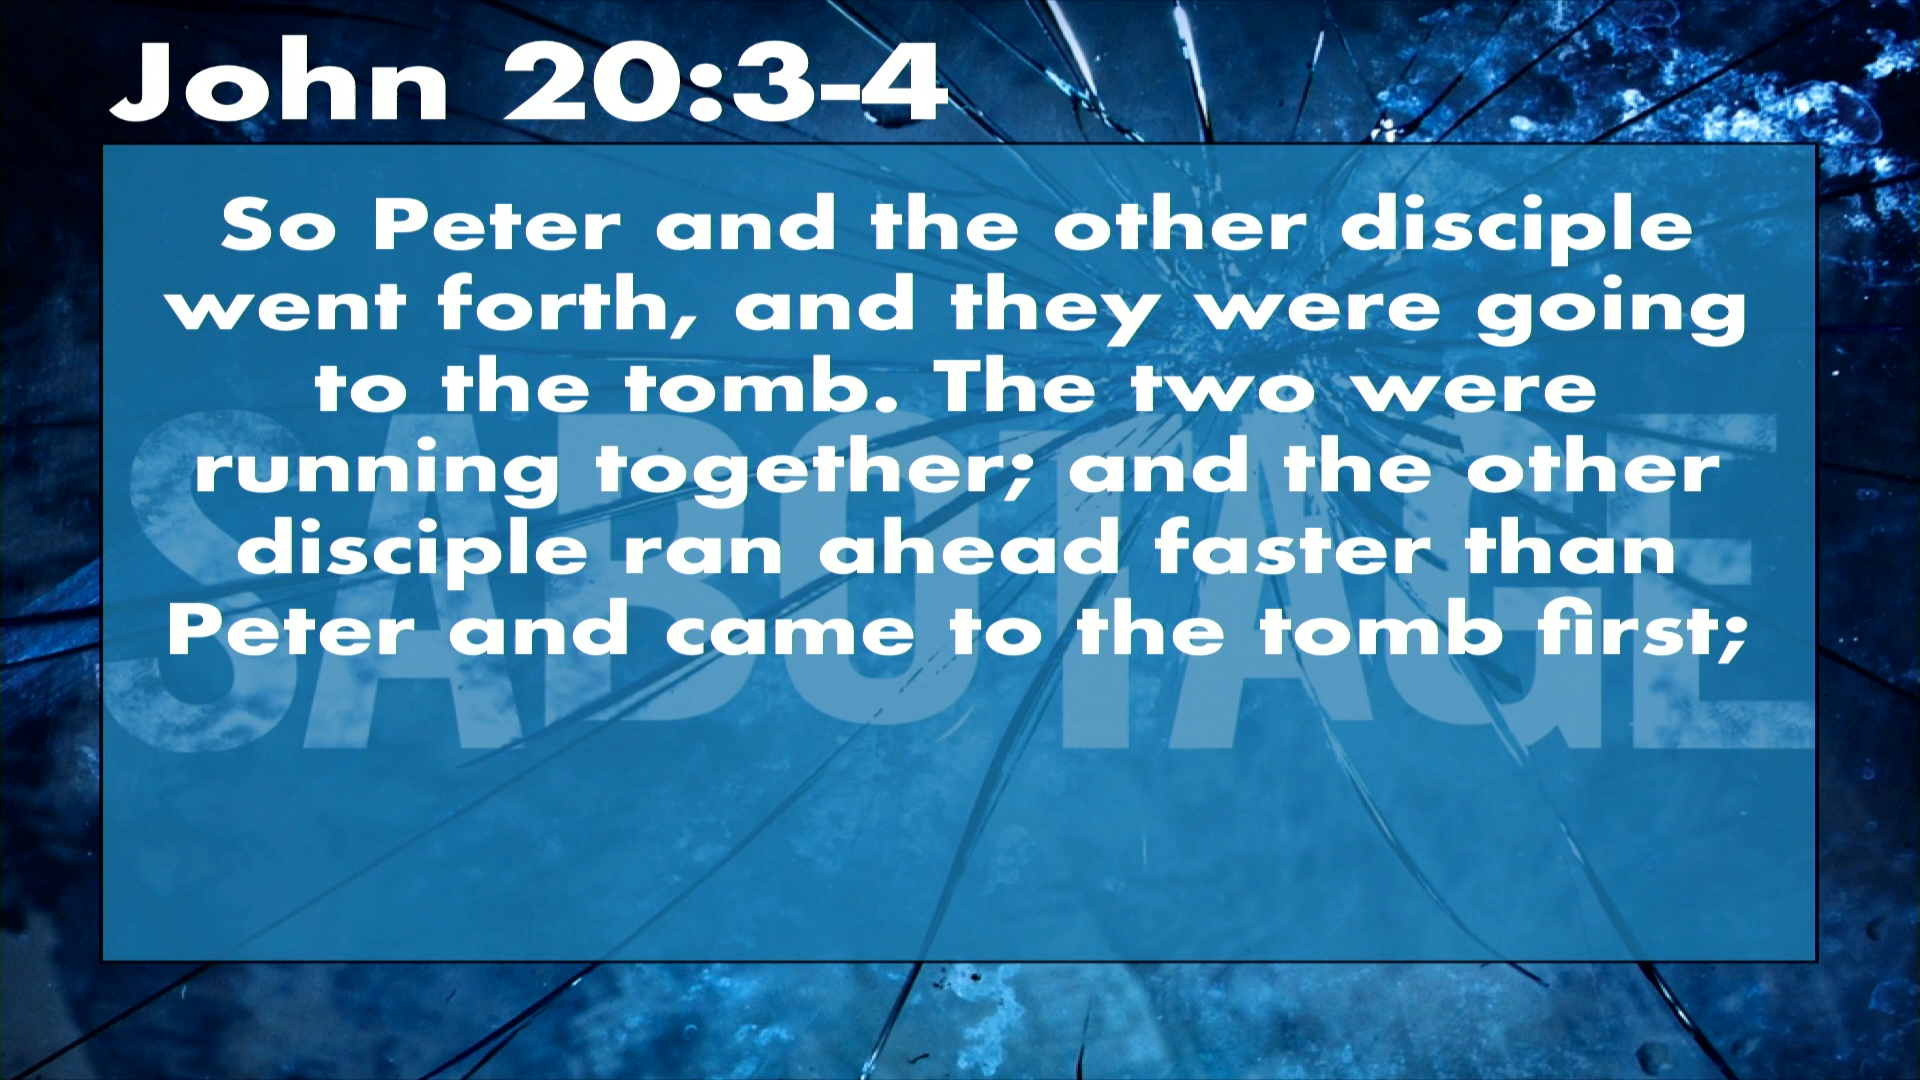 John 20:3-4
So Peter and the other disciple
went forth, and they were going
to the tomb. The two were
running together; and the other
disciple ran ahead faster than
Peter and came to the tomb first;
SABOTAGE